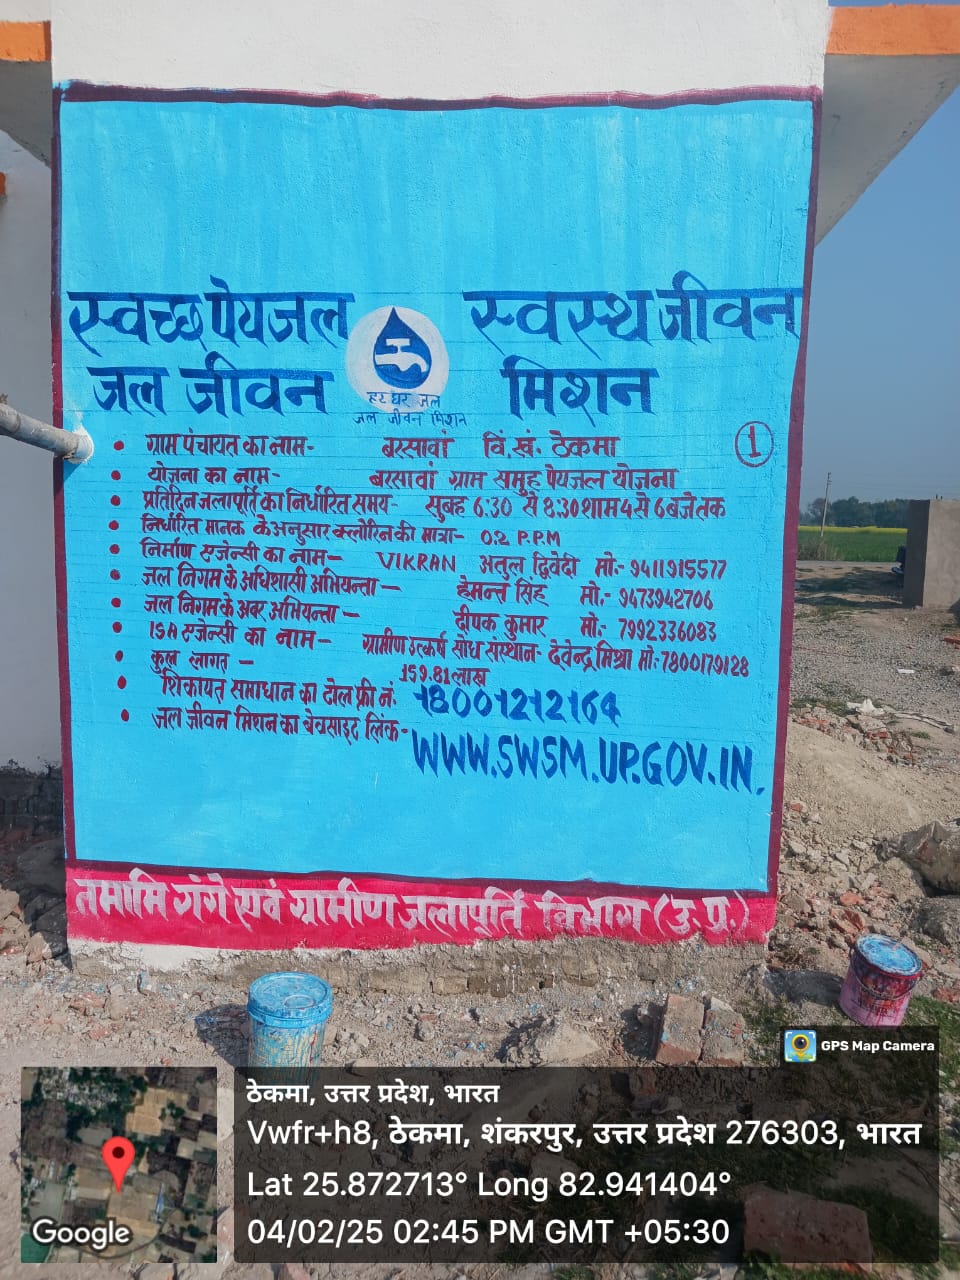 स्वच्छ पेयजल स्वस्थ जीवन
जल जीवन मिशन
हर घर जल
जल जीवन मिशन
1
• ग्राम पंचायत का नाम- बरसावां वि.खं. ठेकमा
• योजना का नाम- बरसावां ग्राम समुह पेयजल योजना
• प्रतिदिन जलापूर्ति का निर्धारित समय- सुबह 6:30 से 8:30 शाम 4 से 6 बजे तक
• निर्धारित मानक के अनुसार क्लोरिन की मात्रा- 02 P.P.M
• निर्माण एजेन्सी का नाम- VIKRAN अतुल द्विवेदी मो:- 9411915577
• जल निगम के अधिशासी अभियन्ता- हेमन्त सिंह मो.- 9473942706
• जल निगम के अवर अभियन्ता- दीपक कुमार मो:- 7992336083
• ISA एजेन्सी का नाम- ग्रामीण उत्कर्ष सोध संस्थान- देवेन्द्र मिश्रा मो:- 7800179128
• कुल लागत- 159.81 लाख
• शिकायत समाधान का टोल फ्री नं. 18001212164
• जल जीवन मिशन का बेवसाइट लिंक- WWW.SWSM.UP.GOV.IN.
नमामि गंगे एवं ग्रामीण जलापूर्ति विभाग (उ.प्र.)
GPS Map Camera
ठेकमा, उत्तर प्रदेश, भारत
Vwfr+h8, ठेकमा, शंकरपुर, उत्तर प्रदेश 276303, भारत
Lat 25.872713° Long 82.941404°
04/02/25 02:45 PM GMT +05:30
Google